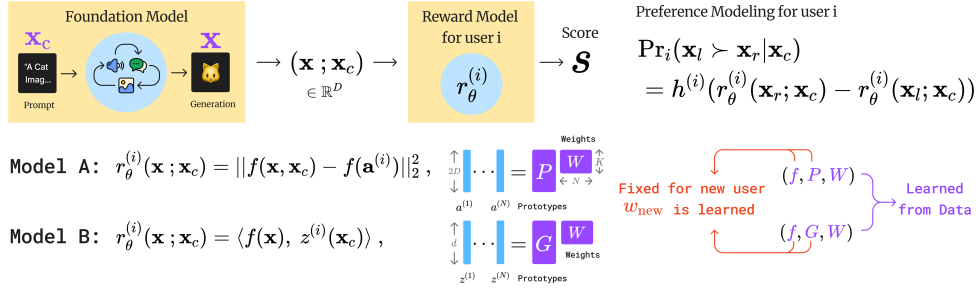 Foundation Model
x_c
x
"A Cat
Imag...
Prompt
Generation
(x ; x_c)
∈ ℝ^D
Reward Model
for user i
r_θ^(i)
Score
s
Preference Modeling for user i
Pr_i(x_l ≻ x_r|x_c)
= h^(i)(r_θ^(i)(x_r; x_c) − r_θ^(i)(x_l; x_c))
Model A: r_θ^(i)(x ; x_c) = ||f(x, x_c) − f(a^(i))||_2^2 ,
2D
a^(1) ··· a^(N)
=
P
Prototypes
Weights
W
K
N
Model B: r_θ^(i)(x ; x_c) = ⟨f(x), z^(i)(x_c)⟩ ,
d
z^(1) ··· z^(N)
=
G
Prototypes
W
Weights
Fixed for new user
w_new is learned
(f, P, W)
(f, G, W)
Learned
from Data